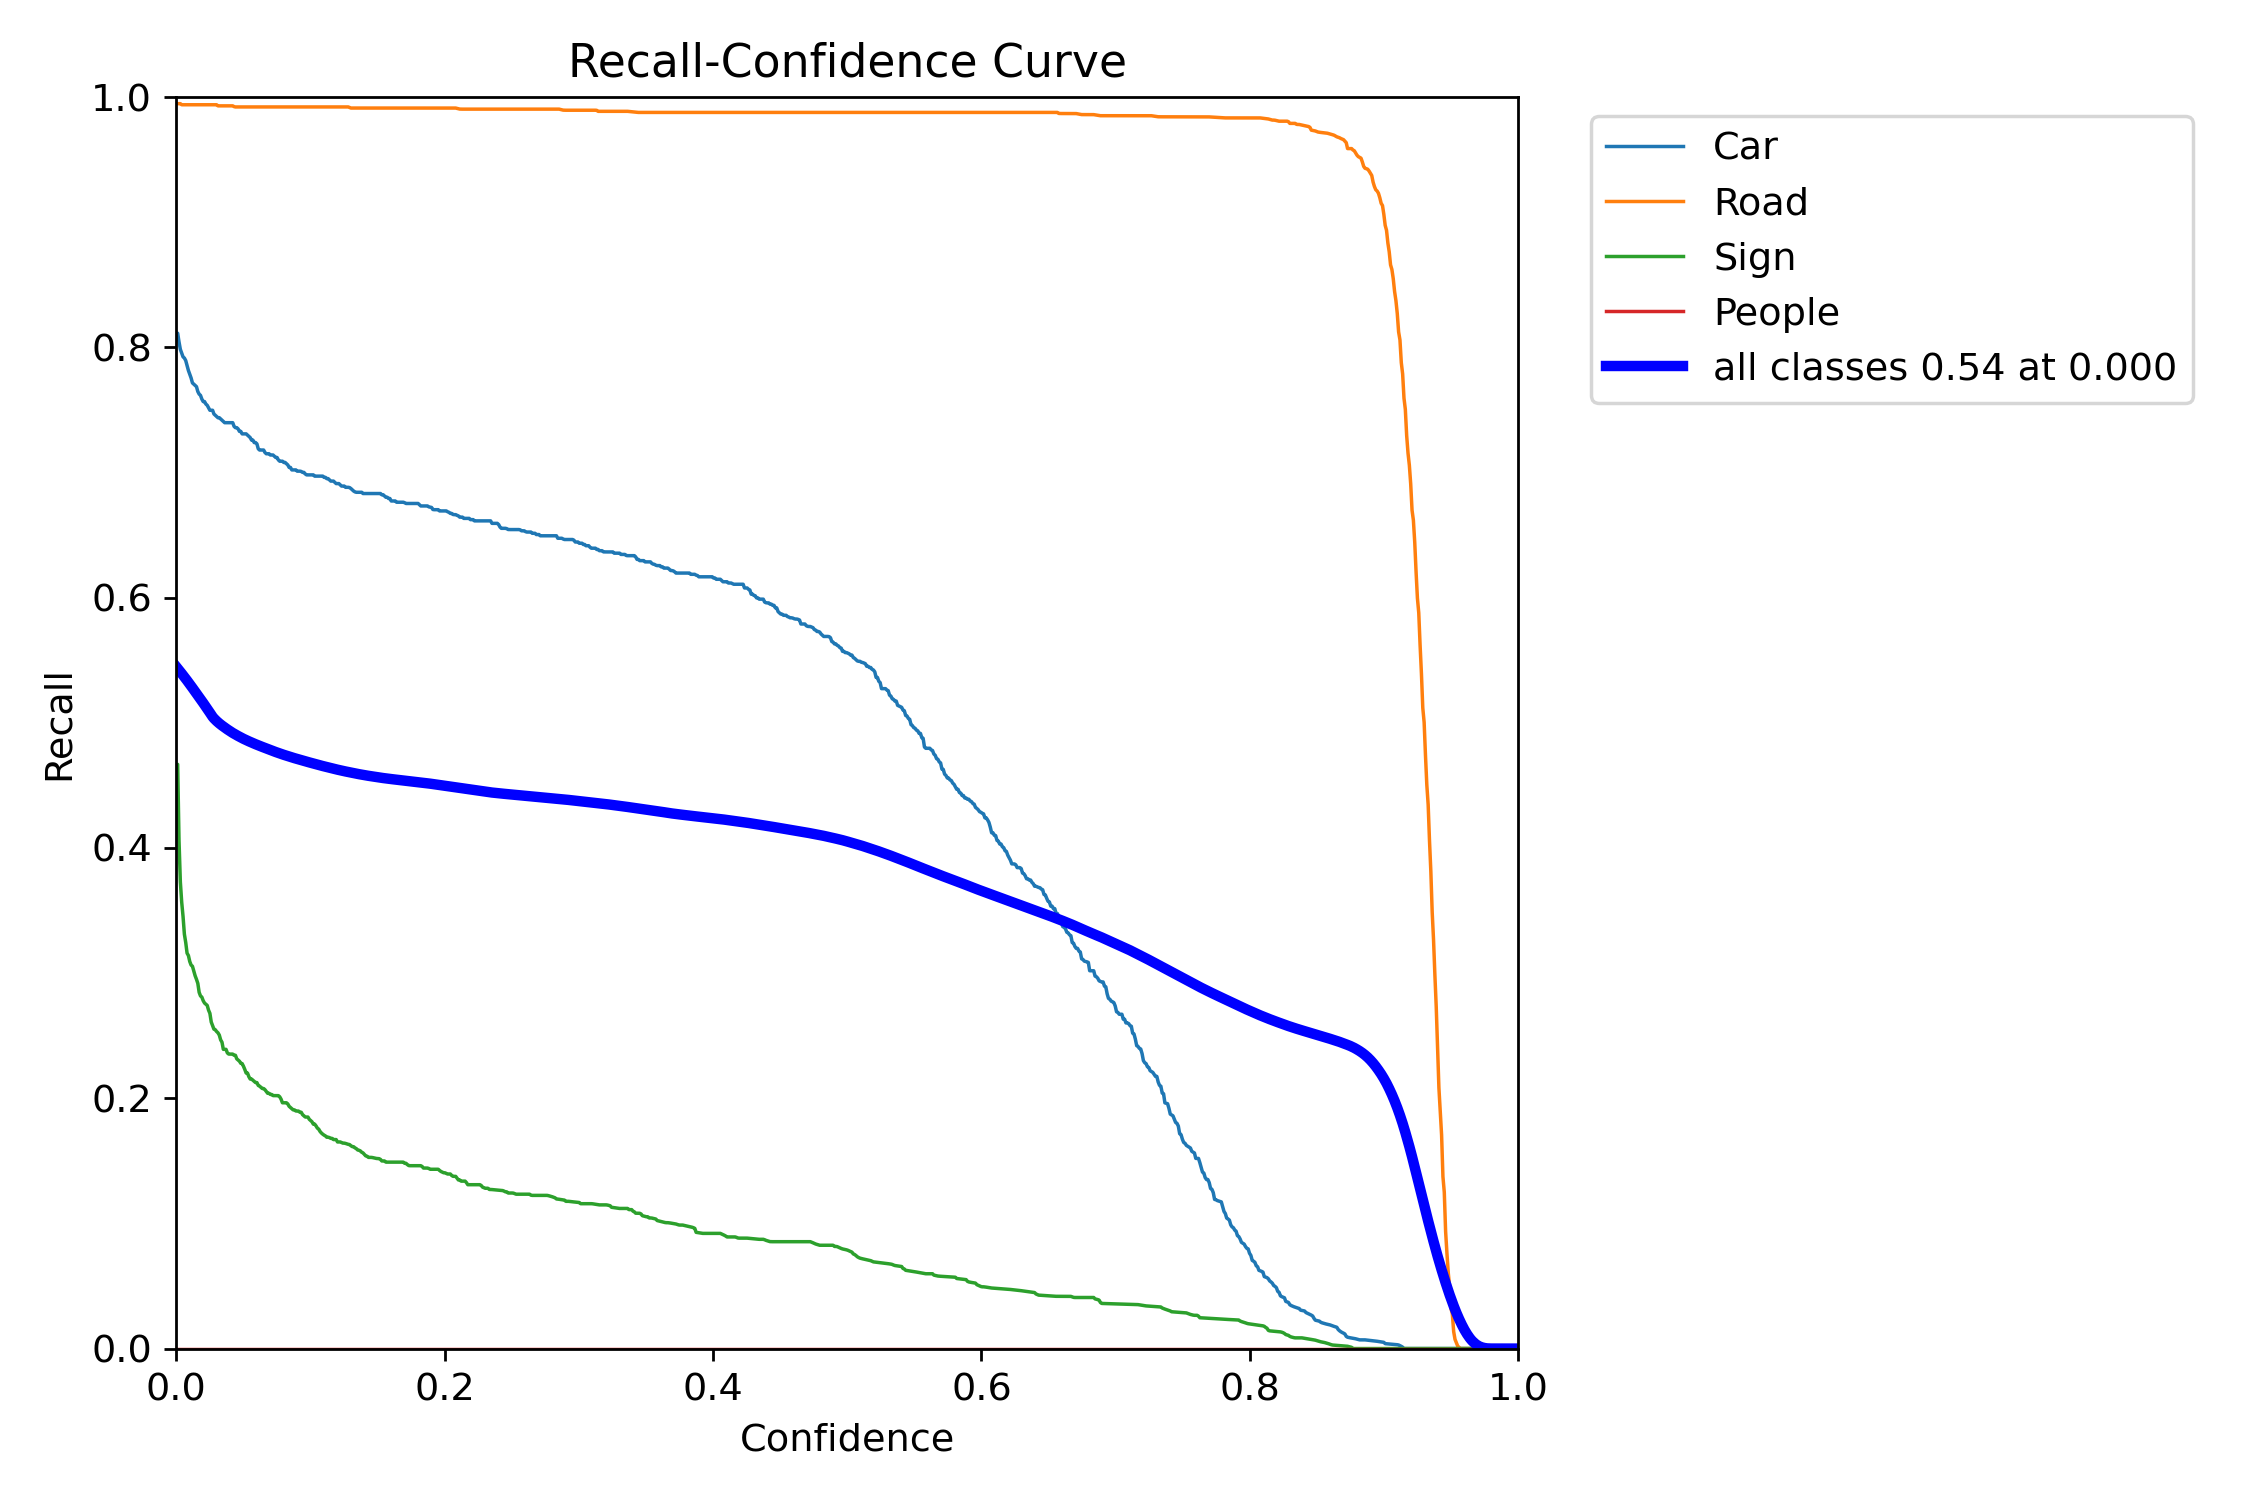 Recall-Confidence Curve
1.0
0.8
0.6
0.4
0.2
0.0
Recall
0.0 0.2 0.4 0.6 0.8 1.0
Confidence
Car
Road
Sign
People
all classes 0.54 at 0.000